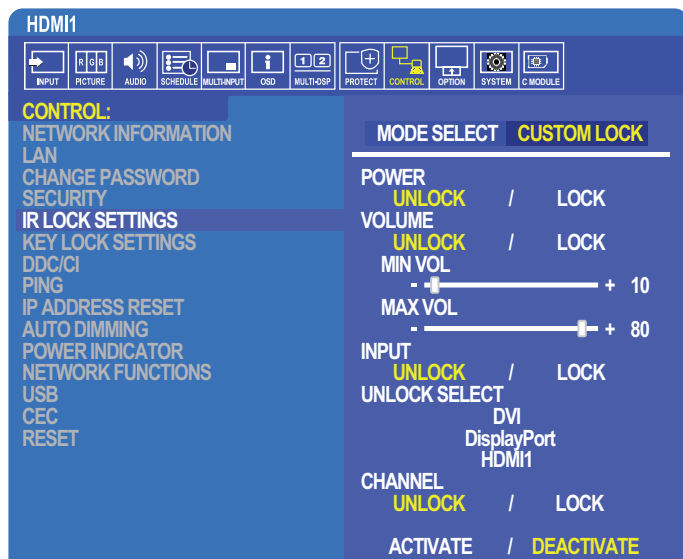 HDMI1
INPUT RGB PICTURE AUDIO SCHEDULE MULTI-INPUT i OSD 1 2 MULTI-DSP PROTECT CONTROL OPTION SYSTEM C MODULE
CONTROL:
NETWORK INFORMATION
LAN
CHANGE PASSWORD
SECURITY
IR LOCK SETTINGS
KEY LOCK SETTINGS
DDC/CI
PING
IP ADDRESS RESET
AUTO DIMMING
POWER INDICATOR
NETWORK FUNCTIONS
USB
CEC
RESET
MODE SELECT CUSTOM LOCK
POWER
UNLOCK / LOCK
VOLUME
UNLOCK / LOCK
MIN VOL
- + 10
MAX VOL
- + 80
INPUT
UNLOCK / LOCK
UNLOCK SELECT
DVI
DisplayPort
HDMI1
CHANNEL
UNLOCK / LOCK
ACTIVATE / DEACTIVATE